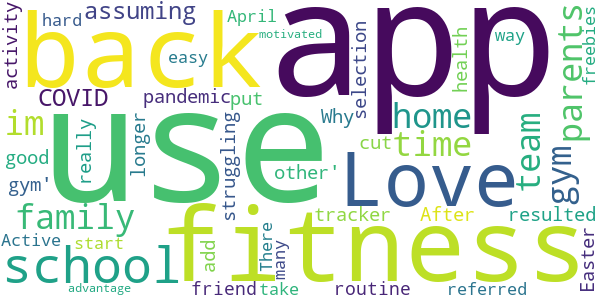 activity
hard
assuming
April
motivated
back
app
easy
selection
health
way
freebies
COVID
pandemic
put
parents
im
use
Why
home
good
really
longer
struggling
cut
time
team
gym
gym'
other'
Love
family
fitness
tracker
After
resulted
Active
start
school
add
There
many
Easter
advantage
friend
take
routine
referred